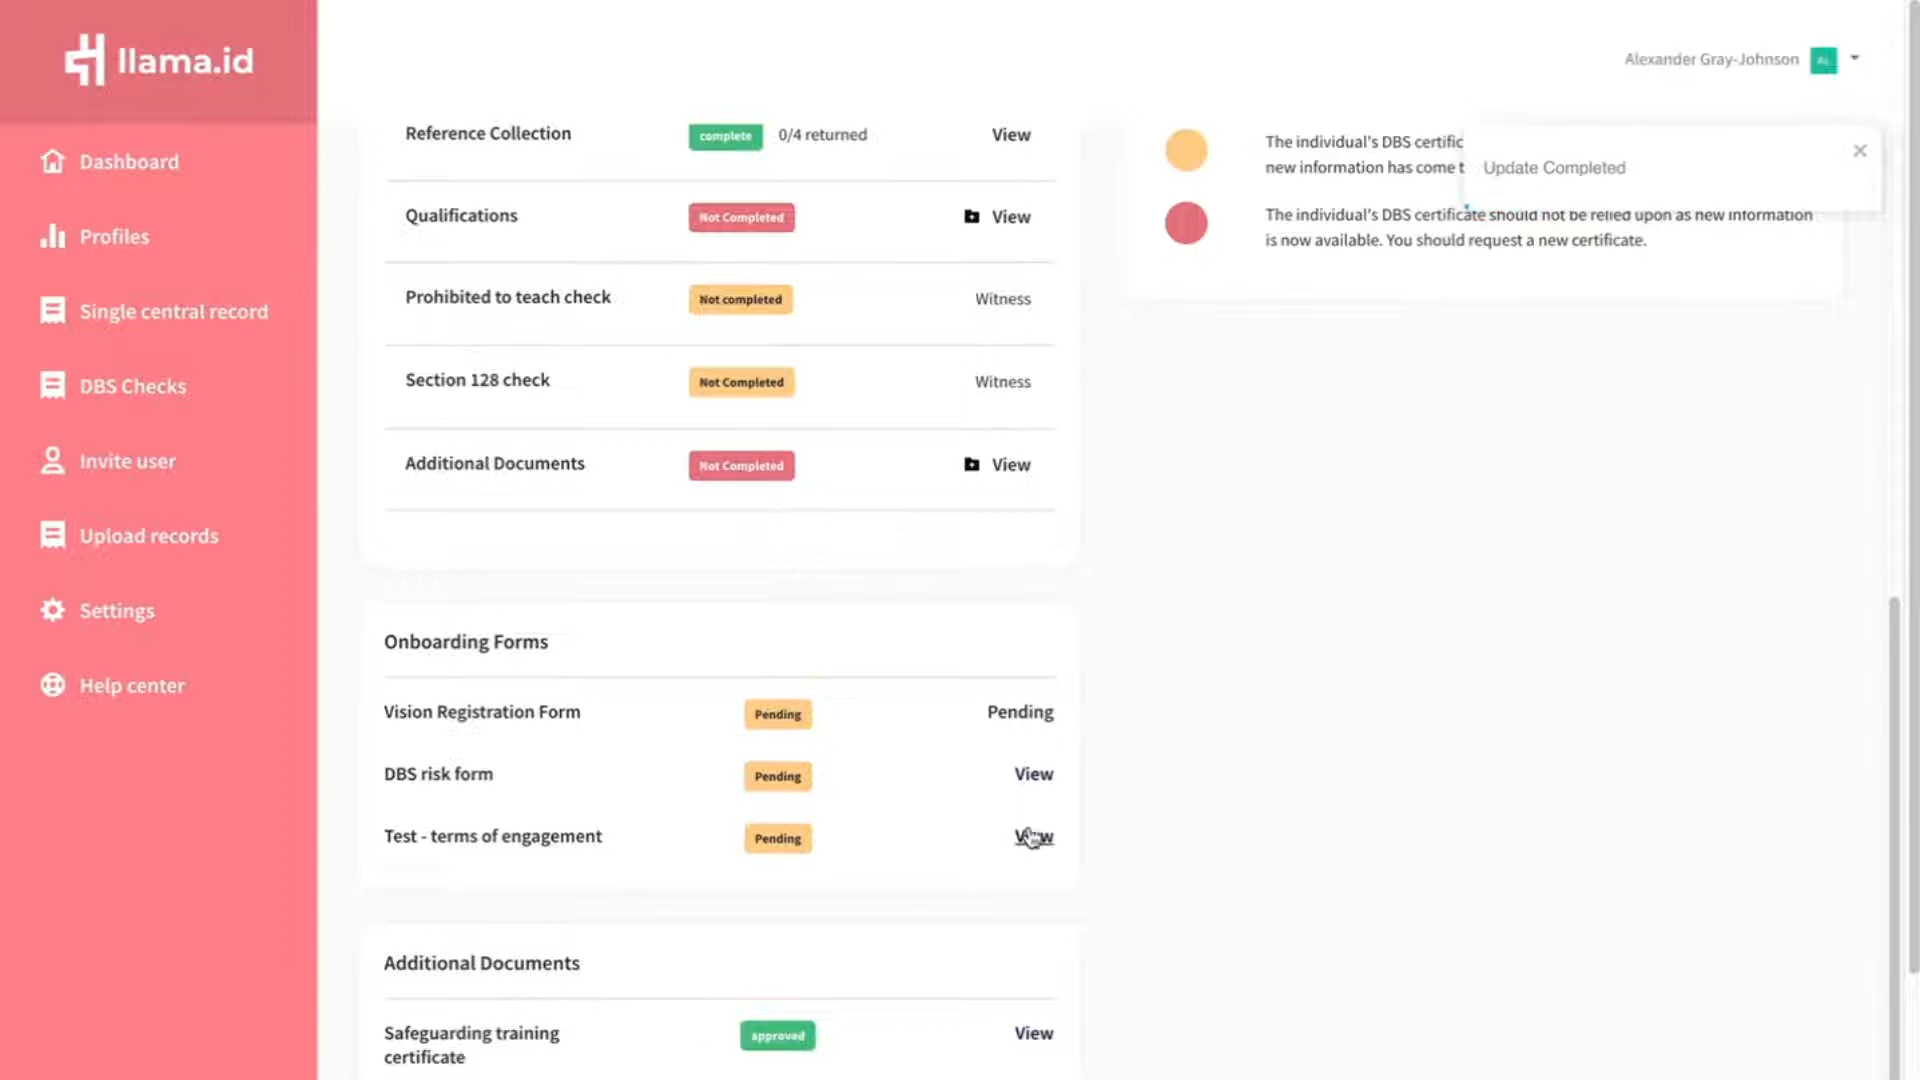 llama.id
Alexander Gray-Johnson AL
Dashboard
Profiles
Single central record
DBS Checks
Invite user
Upload records
Settings
Help center
Reference Collection complete 0/4 returned View
Qualifications Not Completed View
Prohibited to teach check Not completed Witness
Section 128 check Not Completed Witness
Additional Documents Not Completed View
Onboarding Forms
Vision Registration Form Pending Pending
DBS risk form Pending View
Test - terms of engagement Pending View
Additional Documents
Safeguarding training
certificate
approved View
The individual's DBS certific
new information has come t
Update Completed
The individual's DBS certificate should not be relied upon as new information
is now available. You should request a new certificate.